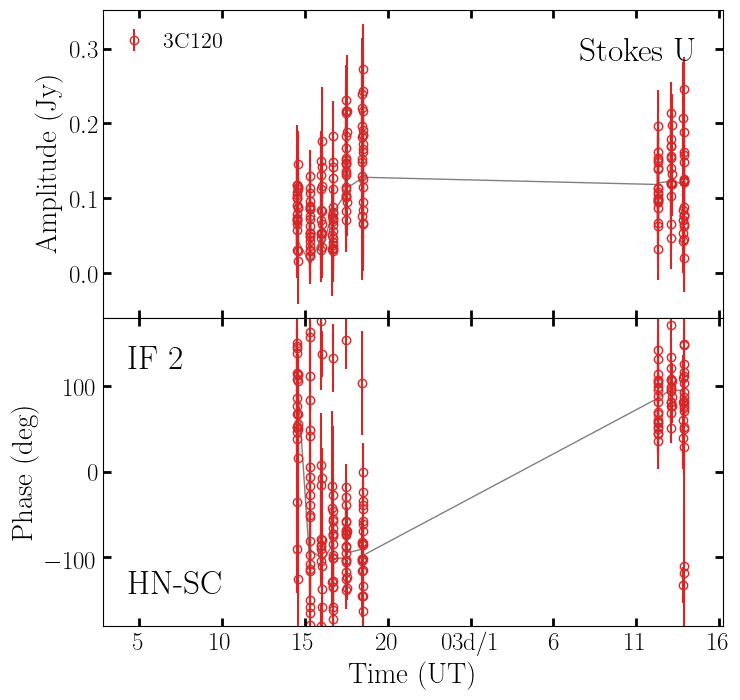 3C120
Stokes U
0.3
0.2
0.1
0.0
Amplitude (Jy)
IF 2
100
0
−100
Phase (deg)
HN-SC
5 10 15 20 03d/1 6 11 16
Time (UT)